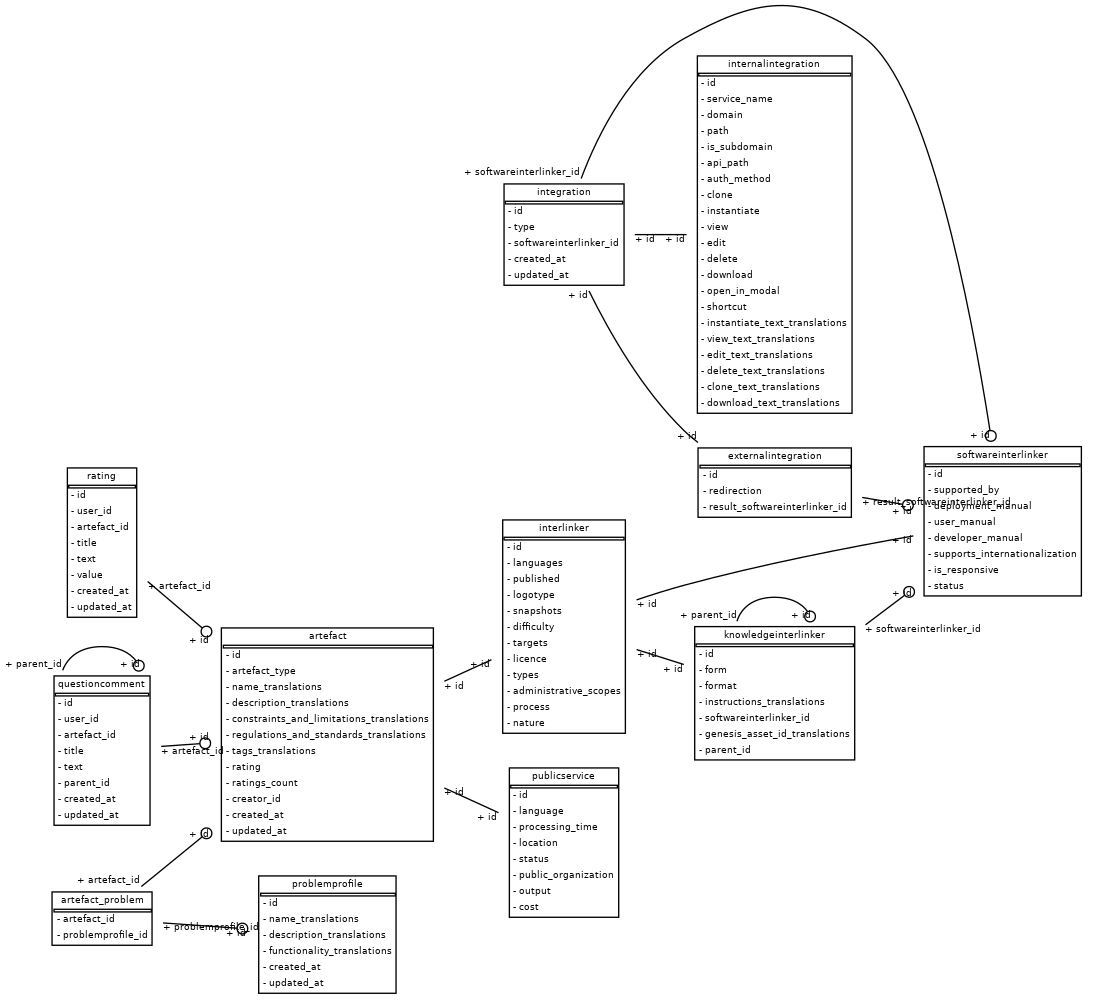 internalintegration
- id
- service_name
- domain
- path
- is_subdomain
- api_path
- auth_method
- clone
- instantiate
- view
- edit
- delete
- download
- open_in_modal
- shortcut
- instantiate_text_translations
- view_text_translations
- edit_text_translations
- delete_text_translations
- clone_text_translations
- download_text_translations
+ softwareinterlinker_id
integration
- id
- type
- softwareinterlinker_id
- created_at
- updated_at
+ id
+ id
+ id
+ id
+ id
externalintegration
- id
- redirection
- result_softwareinterlinker_id
softwareinterlinker
- id
- supported_by
- deployment_manual
- user_manual
- developer_manual
- supports_internationalization
- is_responsive
- status
+ result_softwareinterlinker_id
+ id
+ id
+ id
rating
- id
- user_id
- artefact_id
- title
- text
- value
- created_at
- updated_at
+ artefact_id
+ id
interlinker
- id
- languages
- published
- logotype
- snapshots
- difficulty
- targets
- licence
- types
- administrative_scopes
- process
- nature
+ id
+ id
+ id
+ parent_id
+ id
+ softwareinterlinker_id
knowledgeinterlinker
- id
- form
- format
- instructions_translations
- softwareinterlinker_id
- genesis_asset_id_translations
- parent_id
artefact
- id
- artefact_type
- name_translations
- description_translations
- constraints_and_limitations_translations
- regulations_and_standards_translations
- tags_translations
- rating
- ratings_count
- creator_id
- created_at
- updated_at
+ id
+ id
+ id
+ id
+ parent_id
+ id
questioncomment
- id
- user_id
- artefact_id
- title
- text
- parent_id
- created_at
- updated_at
+ id
+ artefact_id
publicservice
- id
- language
- processing_time
- location
- status
- public_organization
- output
- cost
+ id
+ artefact_id
artefact_problem
- artefact_id
- problemprofile_id
+ problemprofile_id
+ id
problemprofile
- id
- name_translations
- description_translations
- functionality_translations
- created_at
- updated_at